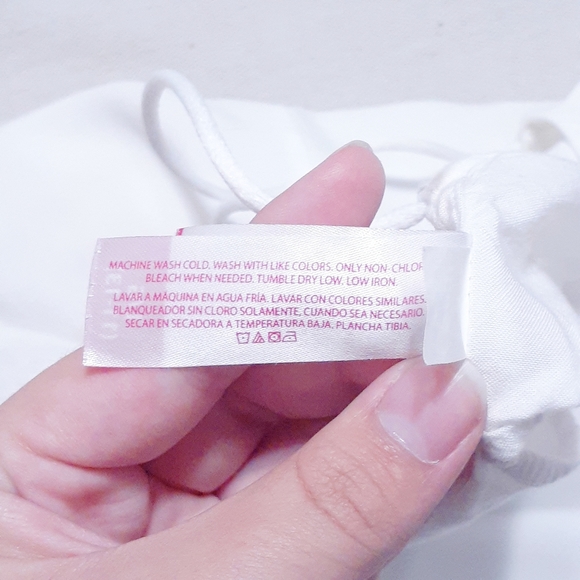 MACHINE WASH COLD. WASH WITH LIKE COLORS. ONLY NON-CHLOR
BLEACH WHEN NEEDED. TUMBLE DRY LOW. LOW IRON.
LAVAR A MÁQUINA EN AGUA FRÍA. LAVAR CON COLORES SIMILARES.
BLANQUEADOR SIN CLORO SOLAMENTE, CUANDO SEA NECESARIO.
SECAR EN SECADORA A TEMPERATURA BAJA. PLANCHA TIBIA.